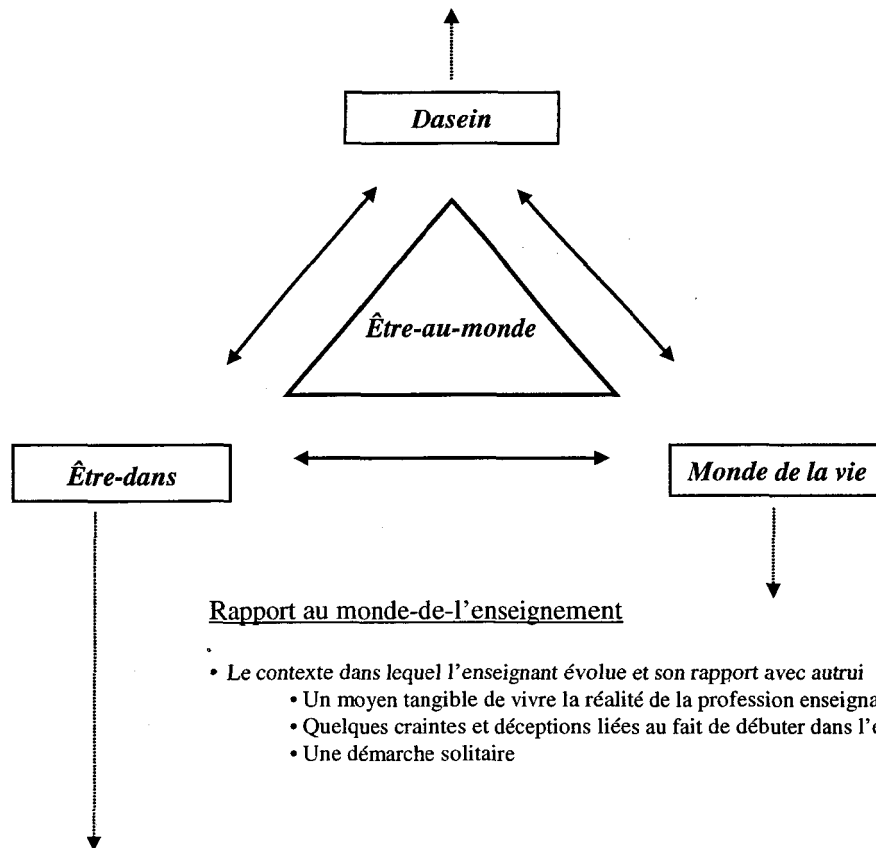 Dasein
Être-au-monde
Être-dans
Monde de la vie
Rapport au monde-de-l'enseignement
• Le contexte dans lequel l'enseignant évolue et son rapport avec autrui
• Un moyen tangible de vivre la réalité de la profession
• Quelques craintes et déceptions liées au fait de débuter dans
• Une démarche solitaire